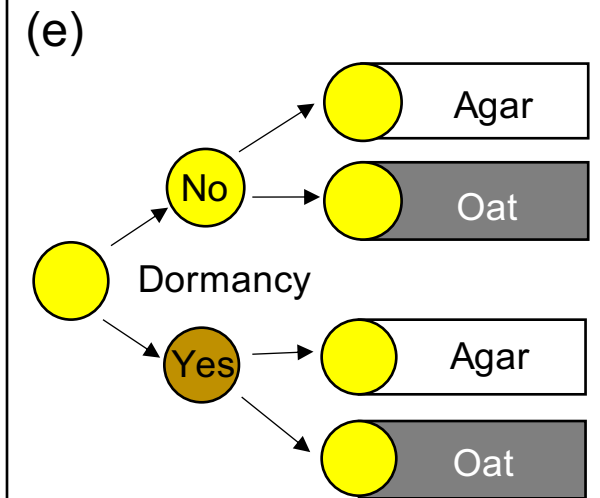 (e)
Agar
No
Oat
Dormancy
Agar
Yes
Oat